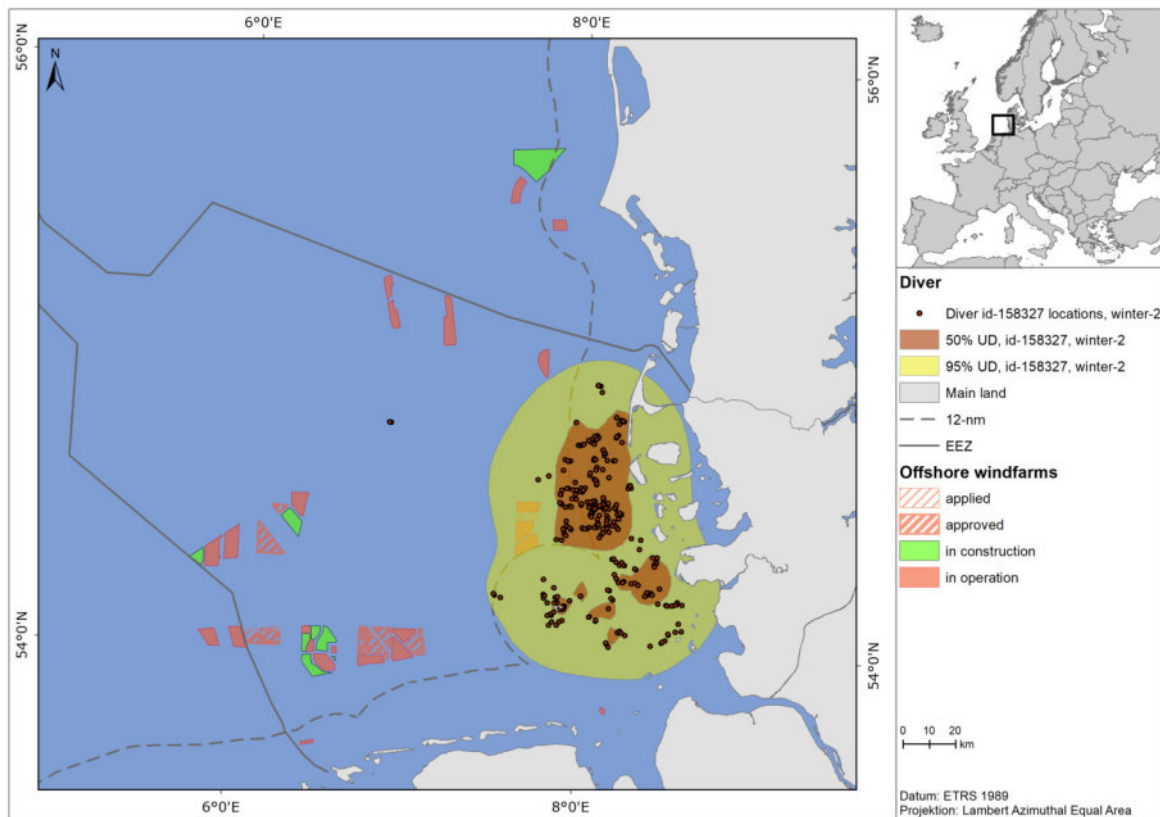 6°0'E
8°0'E
56°0'N
56°0'N
N
54°0'N
54°0'N
6°0'E
8°0'E
Diver
Diver id-158327 locations, winter-2
50% UD, id-158327, winter-2
95% UD, id-158327, winter-2
Main land
12-nm
EEZ
Offshore windfarms
applied
approved
in construction
in operation
0 10 20
km
Datum: ETRS 1989
Projektion: Lambert Azimuthal Equal Area